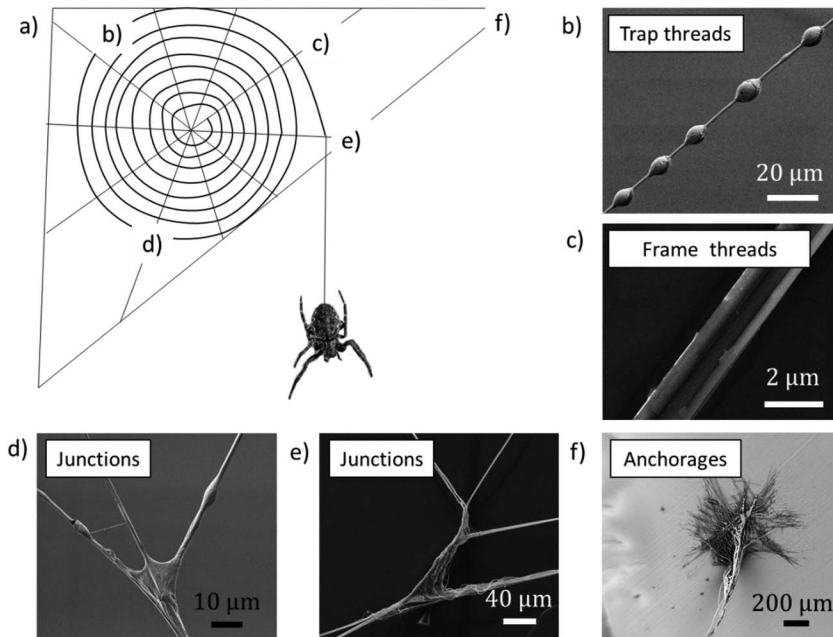 a)
b)
c)
f)
e)
d)
b)
Trap threads
20 μm
c)
Frame threads
2 μm
d)
Junctions
10 μm
e)
Junctions
40 μm
f)
Anchorages
200 μm